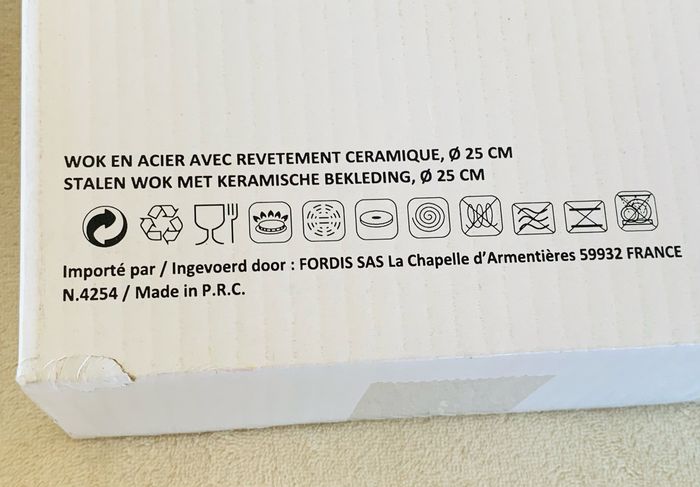 WOK EN ACIER AVEC REVETEMENT CERAMIQUE, Ø 25 CM
STALEN WOK MET KERAMISCHE BEKLEDING, Ø 25 CM
Importé par / Ingevoerd door : FORDIS SAS La Chapelle d'Armentières 59932 FRANCE
N.4254 / Made in P.R.C.